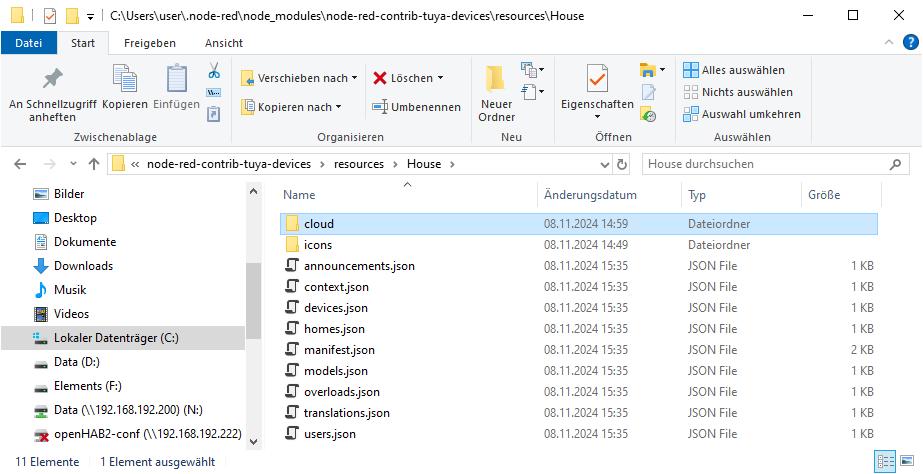 C:\Users\user\.node-red\node_modules\node-red-contrib-tuya-devices\resources\House
Datei Start Freigeben Ansicht
An Schnellzugriff anheften
Kopieren
Einfügen
Zwischenablage
Verschieben nach
Kopieren nach
Löschen
Umbenennen
Organisieren
Neuer Ordner
Neu
Eigenschaften
Öffnen
Alles auswählen
Nichts auswählen
Auswahl umkehren
Auswählen
« node-red-contrib-tuya-devices › resources › House ›
House durchsuchen
Bilder
Desktop
Dokumente
Downloads
Musik
Videos
Lokaler Datenträger (C:)
Data (D:)
Elements (F:)
Data (\\192.168.192.200) (N:)
openHAB2-conf (\\192.168.192.222)
Name Änderungsdatum Typ Größe
cloud 08.11.2024 14:59 Dateiordner
icons 08.11.2024 14:49 Dateiordner
announcements.json 08.11.2024 15:35 JSON File 1 KB
context.json 08.11.2024 15:35 JSON File 1 KB
devices.json 08.11.2024 15:35 JSON File 1 KB
homes.json 08.11.2024 15:35 JSON File 1 KB
manifest.json 08.11.2024 15:35 JSON File 2 KB
models.json 08.11.2024 15:35 JSON File 1 KB
overloads.json 08.11.2024 15:35 JSON File 1 KB
translations.json 08.11.2024 15:35 JSON File 1 KB
users.json 08.11.2024 15:35 JSON File 1 KB
11 Elemente 1 Element ausgewählt